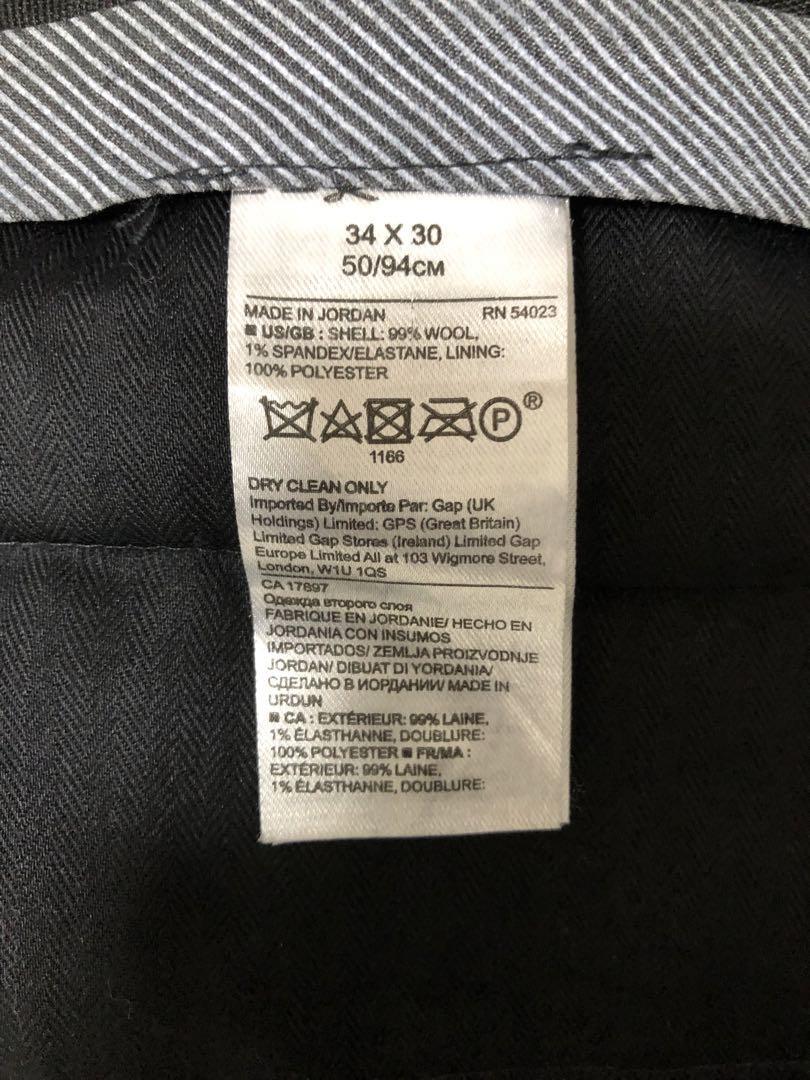 34 X 30
50/94CM
MADE IN JORDAN RN 54023
■ US/GB : SHELL: 99% WOOL,
1% SPANDEX/ELASTANE, LINING:
100% POLYESTER
P ®
1166
DRY CLEAN ONLY
Imported By/Importe Par: Gap (UK
Holdings) Limited: GPS (Great Britain)
Limited Gap Stores (Ireland) Limited Gap
Europe Limited All at 103 Wigmore Street,
London, W1U 1QS
CA 17897
Одежда второго слоя
FABRIQUE EN JORDANIE/ HECHO EN
JORDANIA CON INSUMOS
IMPORTADOS/ ZEMLJA PROIZVODNJE
JORDAN/ DIBUAT DI YORDANIA/
СДЕЛАНО В ИОРДАНИИ/ MADE IN
URDUN
■ CA : EXTÉRIEUR: 99% LAINE,
1% ÉLASTHANNE, DOUBLURE:
100% POLYESTER ■ FR/MA :
EXTÉRIEUR: 99% LAINE,
1% ÉLASTHANNE, DOUBLURE: